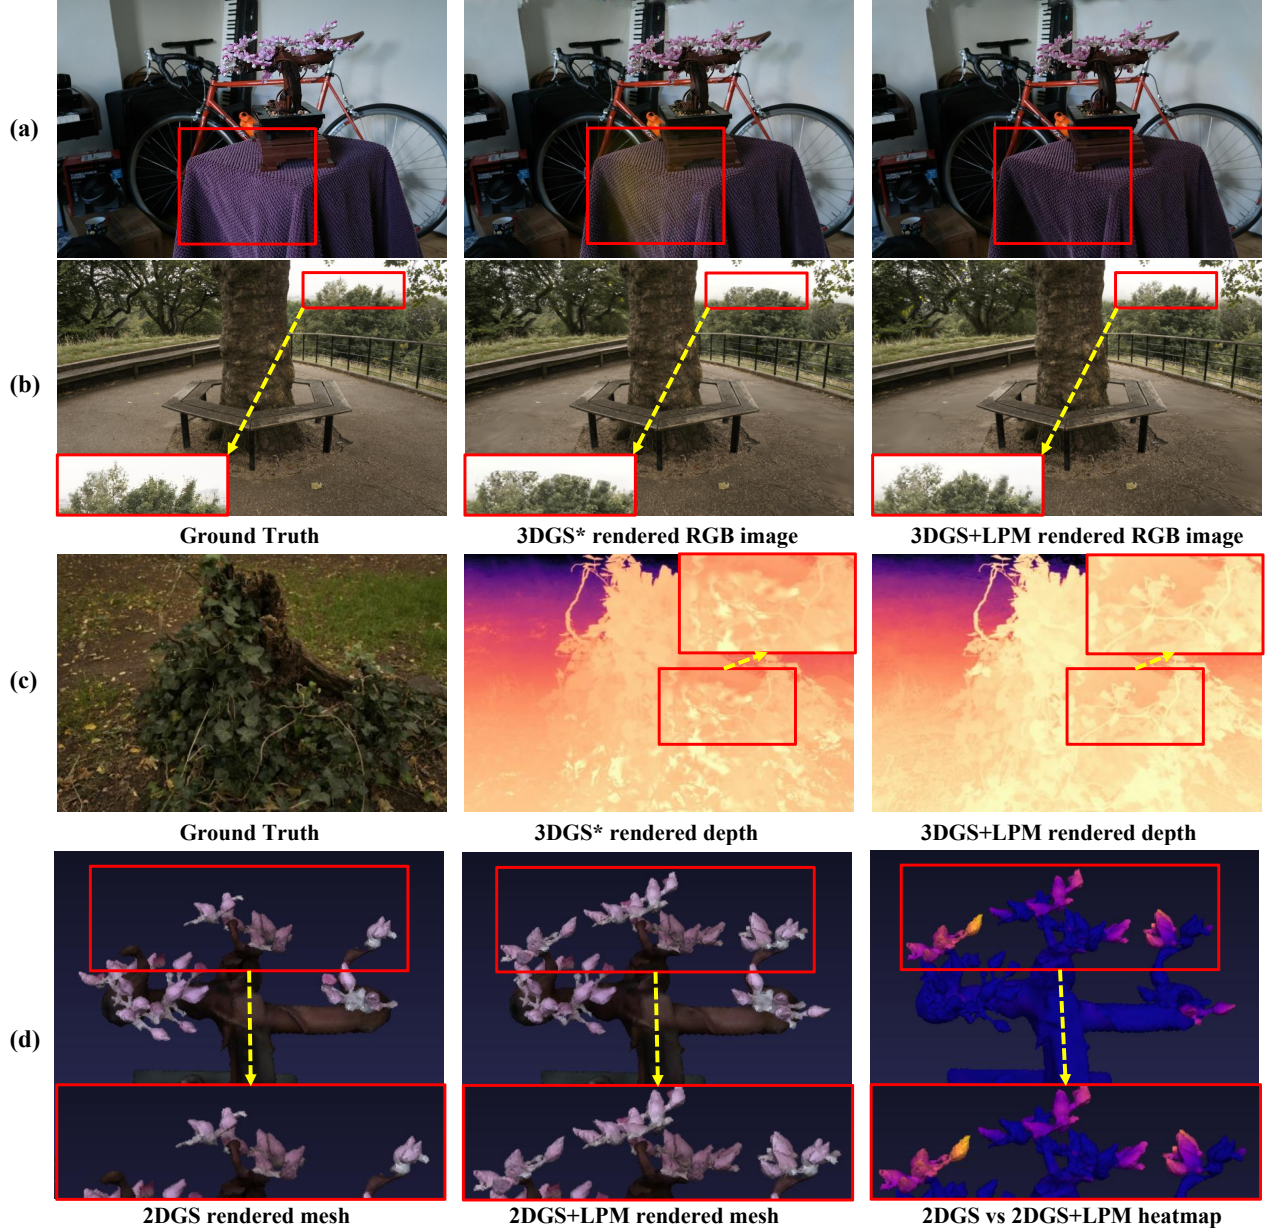 (a)
(b)
Ground Truth
3DGS* rendered RGB image
3DGS+LPM rendered RGB image
(c)
Ground Truth
3DGS* rendered depth
3DGS+LPM rendered depth
(d)
2DGS rendered mesh
2DGS+LPM rendered mesh
2DGS vs 2DGS+LPM heatmap